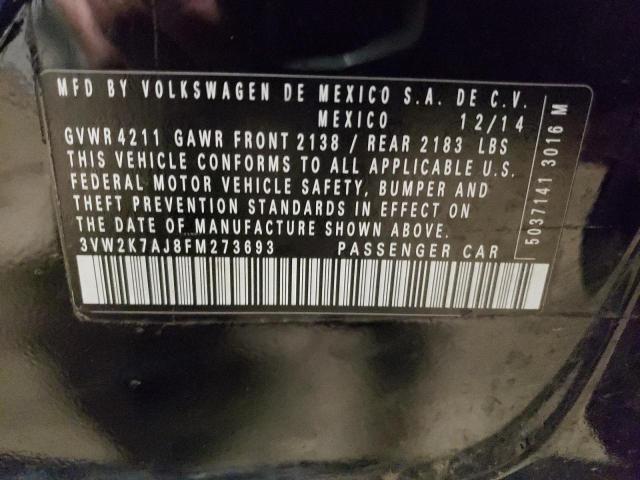 MFD BY VOLKSWAGEN DE MEXICO S.A. DE C.V.
MEXICO 12/14
GVWR 4211 GAWR FRONT 2138 / REAR 2183 LBS
THIS VEHICLE CONFORMS TO ALL APPLICABLE U.S.
FEDERAL MOTOR VEHICLE SAFETY, BUMPER AND
THEFT PREVENTION STANDARDS IN EFFECT ON
THE DATE OF MANUFACTURE SHOWN ABOVE.
3VW2K7AJ8FM273693 PASSENGER CAR
5037141 3016 M